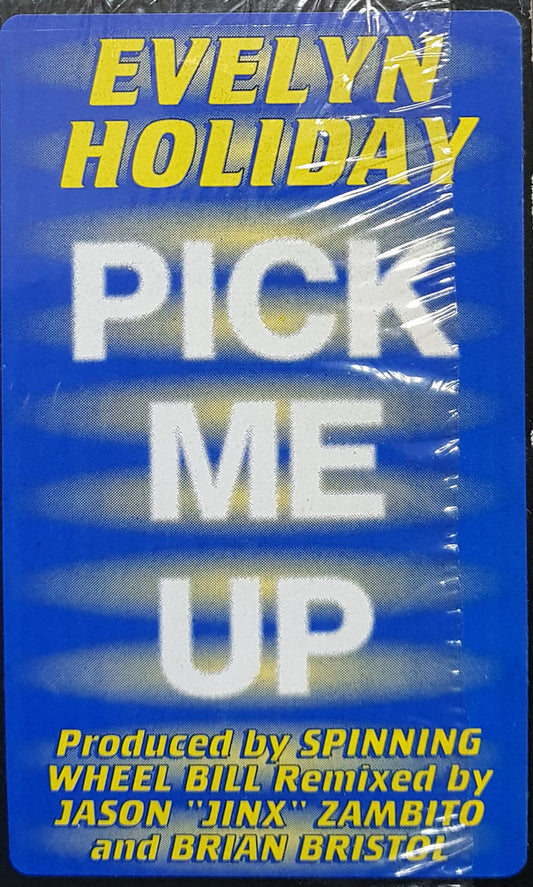 EVELYN
HOLIDAY
PICK
ME
UP
Produced by SPINNING
WHEEL BILL Remixed by
JASON "JINX" ZAMBITO
and BRIAN BRISTOL